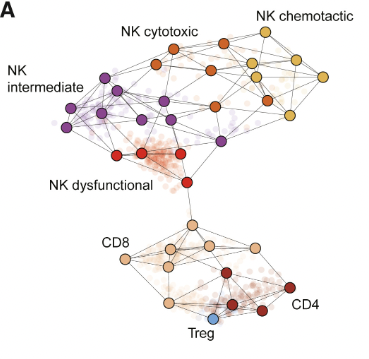 A
NK chemotactic
NK cytotoxic
NK
intermediate
NK dysfunctional
CD8
CD4
Treg